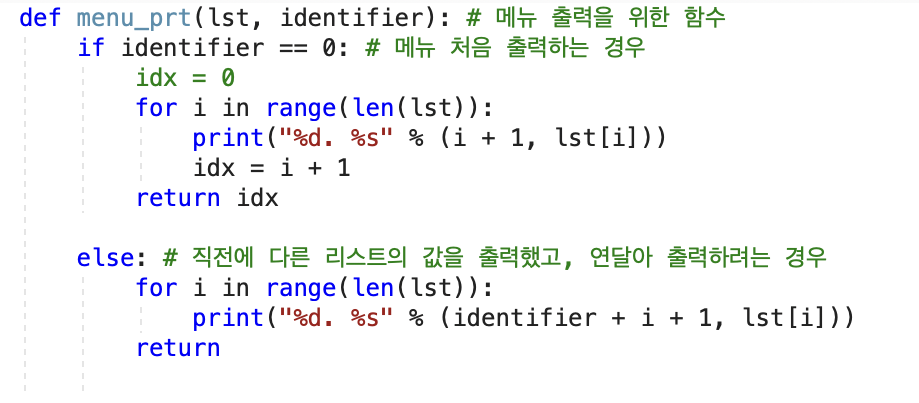 def menu_prt(lst, identifier): # 메뉴 출력을 위한 함수
    if identifier == 0: # 메뉴 처음 출력하는 경우
        idx = 0
        for i in range(len(lst)):
            print("%d. %s" % (i + 1, lst[i]))
            idx = i + 1
        return idx

    else: # 직전에 다른 리스트의 값을 출력했고, 연달아 출력하려는 경우
        for i in range(len(lst)):
            print("%d. %s" % (identifier + i + 1, lst[i]))
        return